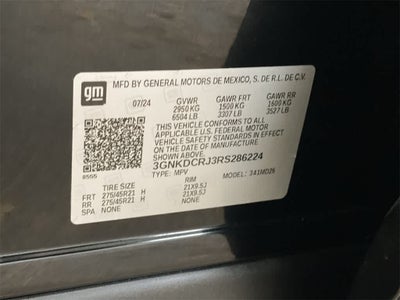 gm
MFD BY GENERAL MOTORS DE MEXICO, S. DE R.L. DE C.V.
07/24 GVWR GAWR FRT GAWR RR
2950 KG 1500 KG 1600 KG
6504 LB 3307 LB 3527 LB
THIS VEHICLE CONFORMS TO ALL
APPLICABLE U.S. FEDERAL MOTOR
VEHICLE SAFETY STANDARDS IN
EFFECT ON THE DATE OF
MANUFACTURE SHOWN ABOVE.
3GNKDCRJ3RS286224
TYPE: MPV MODEL: 241MD26
TIRE SIZE RIM
FRT 275/45R21 H 21X9.5J
RR 275/45R21 H 21X9.5J
SPA NONE NONE